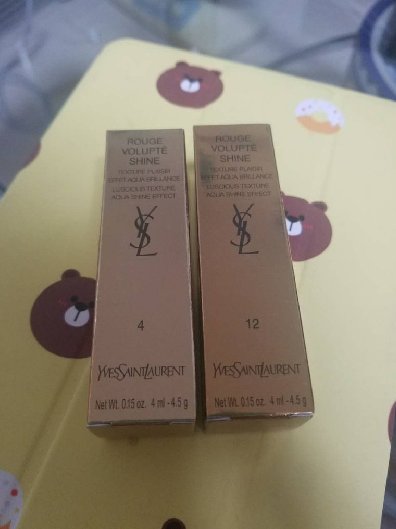 ROUGE
VOLUPTÉ
SHINE
TEXTURE PLAISIR
EFFET AQUA BRILLANCE
LUSCIOUS TEXTURE
AQUA SHINE EFFECT
YSL
4
YVESSAINTLAURENT
Net Wt. 0.15 oz. 4 ml - 4.5 g
ROUGE
VOLUPTÉ
SHINE
TEXTURE PLAISIR
EFFET AQUA BRILLANCE
LUSCIOUS TEXTURE
AQUA SHINE EFFECT
YSL
12
YVESSAINTLAURENT
Net Wt. 0.15 oz. 4 ml - 4.5 g